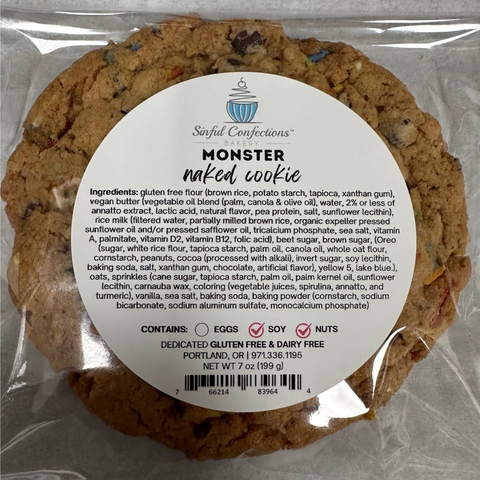 Sinful Confections™
BAKERY
MONSTER
naked cookie
Ingredients: gluten free flour (brown rice, potato starch, tapioca, xanthan gum),
vegan butter (vegetable oil blend (palm, canola & olive oil), water, 2% or less of
annatto extract, lactic acid, natural flavor, pea protein, salt, sunflower lecithin),
rice milk (filtered water, partially milled brown rice, organic expeller pressed
sunflower oil and/or pressed safflower oil, tricalcium phosphate, sea salt, vitamin
A, palmitate, vitamin D2, vitamin B12, folic acid), beet sugar, brown sugar, (Oreo
(sugar, white rice flour, tapioca starch, palm oil, canola oil, whole oat flour,
cornstarch, peanuts, cocoa (processed with alkali), invert sugar, soy lecithin,
baking soda, salt, xanthan gum, chocolate, artificial flavor), yellow 5, lake blue.),
oats, sprinkles (cane sugar, tapioca starch, palm oil, palm kernel oil, sunflower
lecithin, carnauba wax, coloring (vegetable juices, spirulina, annatto, and
turmeric), vanilla, sea salt, baking soda, baking powder (cornstarch, sodium
bicarbonate, sodium aluminum sulfate, monocalcium phosphate)
CONTAINS: EGGS SOY NUTS
DEDICATED GLUTEN FREE & DAIRY FREE
PORTLAND, OR | 971.336.1195
NET WT 7 oz (199 g)
7 66214 83964 4